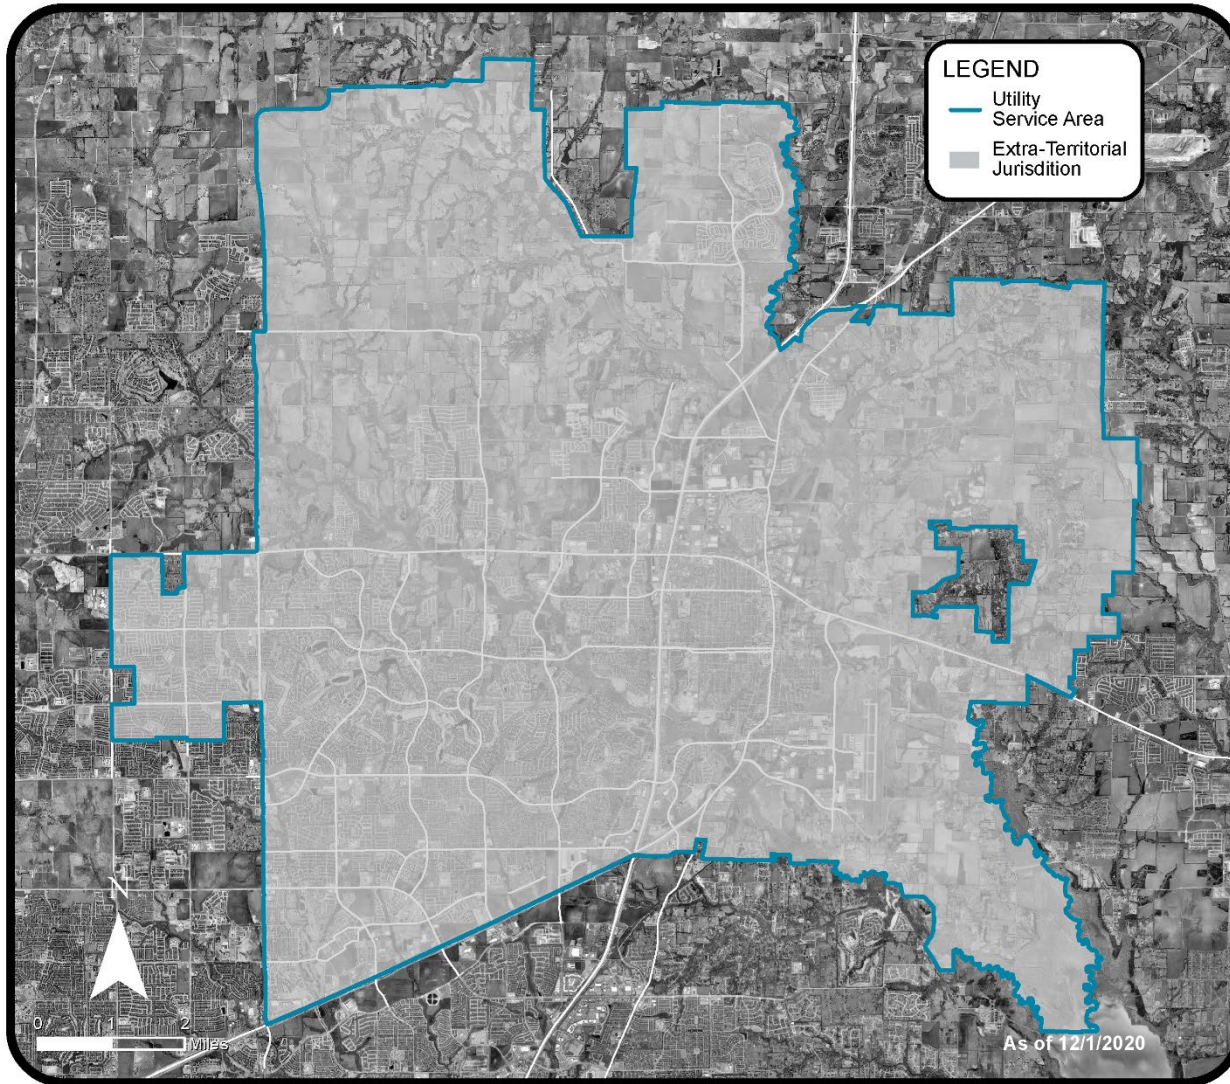 LEGEND
Utility
Service Area
Extra-Territorial
Jurisdition
N
0 1 2
Miles
As of 12/1/2020